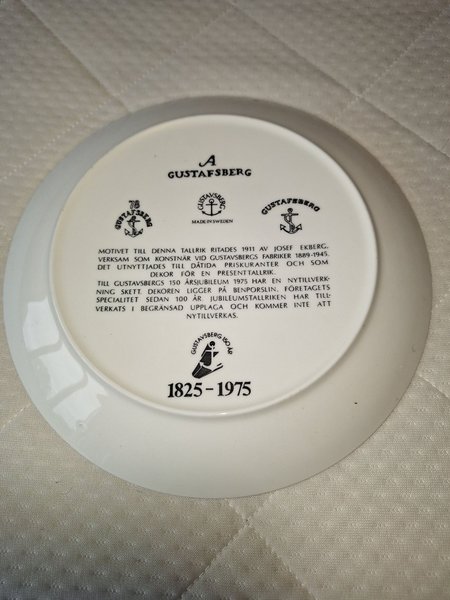 A
GUSTAFSBERG
78
GUSTAFSBERG
GUSTAVSBERG
MADE IN SWEDEN
GUSTAFSBERG
MOTIVET TILL DENNA TALLRIK RITADES 1911 AV JOSEF EKBERG,
VERKSAM SOM KONSTNÄR VID GUSTAVSBERGS FABRIKER 1889-1945.
DET UTNYTTJADES TILL DÅTIDA PRISKURANTER OCH SOM
DEKOR FÖR EN PRESENTTALLRIK.
TILL GUSTAVSBERGS 150 ÅRSJUBILEUM 1975 HAR EN NYTILLVERK-
NING SKETT. DEKOREN LIGGER PÅ BENPORSLIN, FÖRETAGETS
SPECIALITET SEDAN 100 ÅR. JUBILEUMSTALLRIKEN HAR TILL-
VERKATS I BEGRÄNSAD UPPLAGA OCH KOMMER INTE ATT
NYTILLVERKAS.
GUSTAVSBERG 150 ÅR
1825-1975